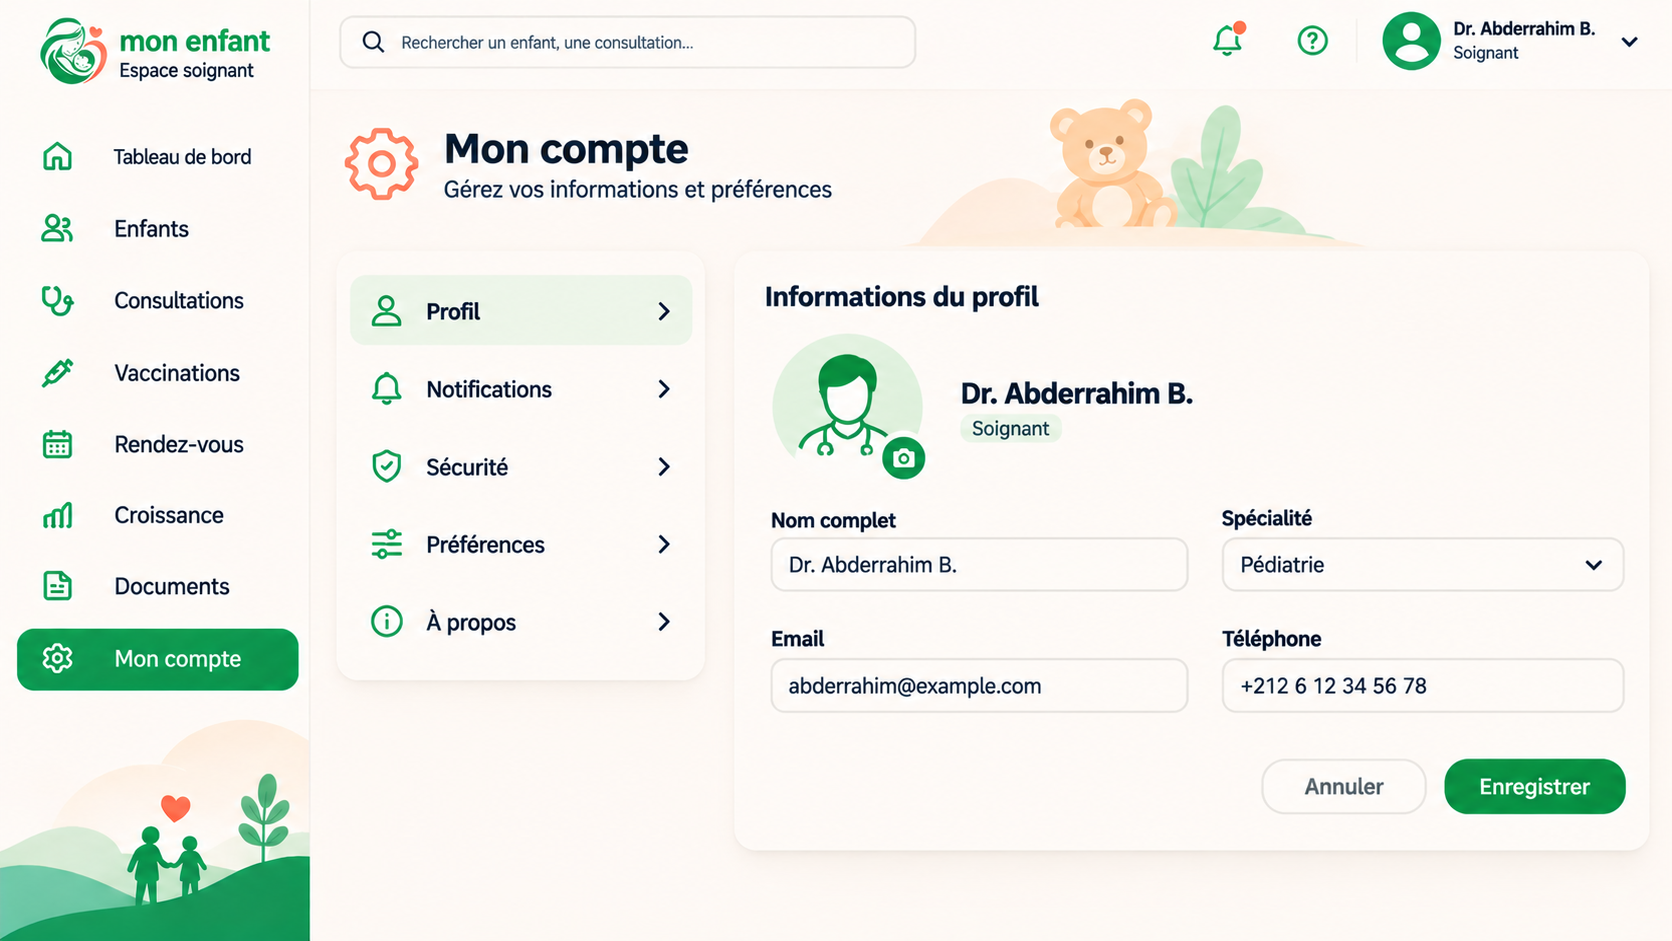 mon enfant
Espace soignant
Rechercher un enfant, une consultation...
Dr. Abderrahim B.
Soignant
Tableau de bord
Enfants
Consultations
Vaccinations
Rendez-vous
Croissance
Documents
Mon compte
Mon compte
Gérez vos informations et préférences
Profil
Notifications
Sécurité
Préférences
À propos
Informations du profil
Dr. Abderrahim B.
Soignant
Nom complet
Dr. Abderrahim B.
Spécialité
Pédiatrie
Email
abderrahim@example.com
Téléphone
+212 6 12 34 56 78
Annuler
Enregistrer